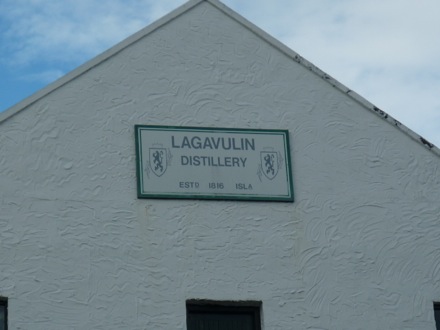 LAGAVULIN
DISTILLERY
ESTD 1816 ISLA